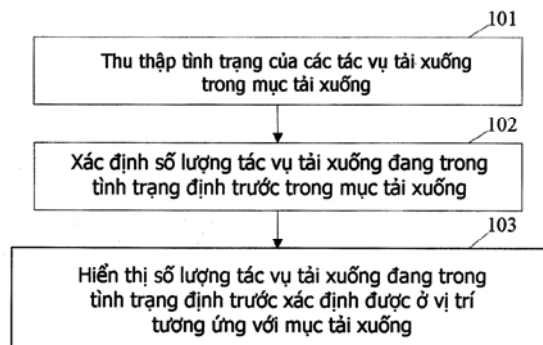 101
Thu thập tình trạng của các tác vụ tải xuống
trong mục tải xuống
102
Xác định số lượng tác vụ tải xuống đang trong
tình trạng định trước trong mục tải xuống
103
Hiển thị số lượng tác vụ tải xuống đang trong
tình trạng định trước xác định được ở vị trí
tương ứng với mục tải xuống